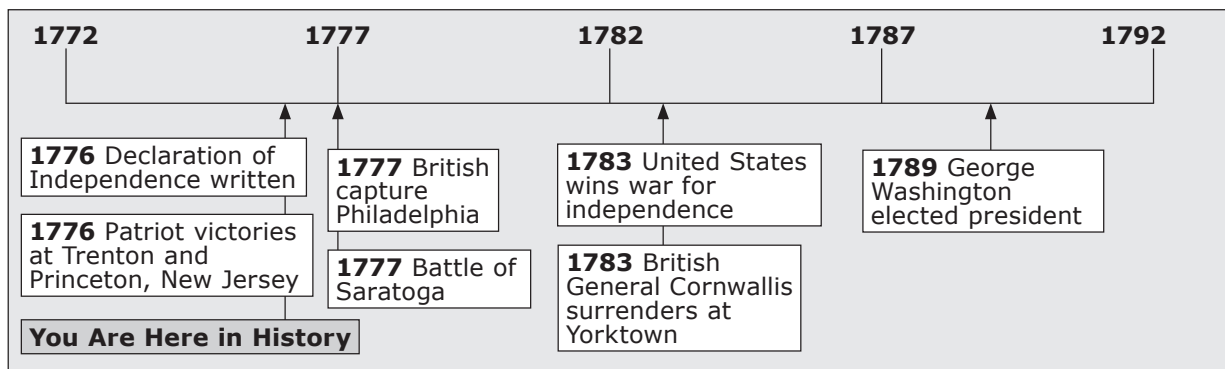 1772 1777 1782 1787 1792
1776 Declaration of
Independence written
1776 Patriot victories
at Trenton and
Princeton, New Jersey
You Are Here in History
1777 British
capture
Philadelphia
1777 Battle of
Saratoga
1783 United States
wins war for
independence
1783 British
General Cornwallis
surrenders at
Yorktown
1789 George
Washington
elected president